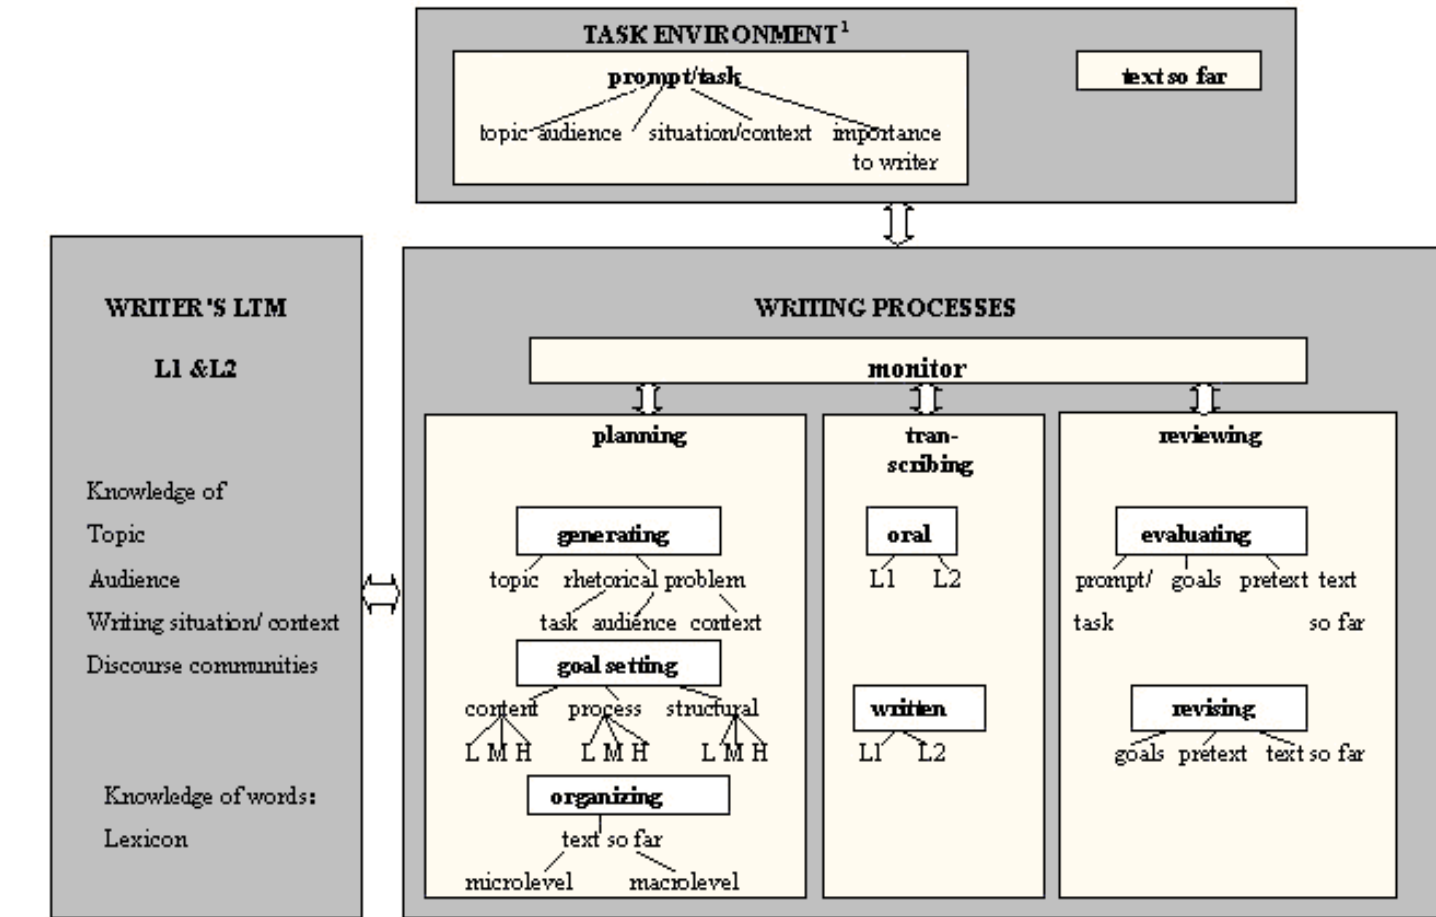 TASK ENVIRONMENT¹
prompt/task
text so far
topic audience situation/context importance
to writer
WRITER'S LTM
L1 &L2
Knowledge of
Topic
Audience
Writing situation/ context
Discourse communities
Knowledge of words:
Lexicon
WRITING PROCESSES
monitor
planning
generating
topic rhetorical problem
task audience context
goal setting
content process structural
L M H L M H L M H
organizing
text so far
microlevel macrolevel
tran-
scribing
oral
L1 L2
written
L1 L2
reviewing
evaluating
prompt/ goals pretext text
task so far
revising
goals pretext text so far